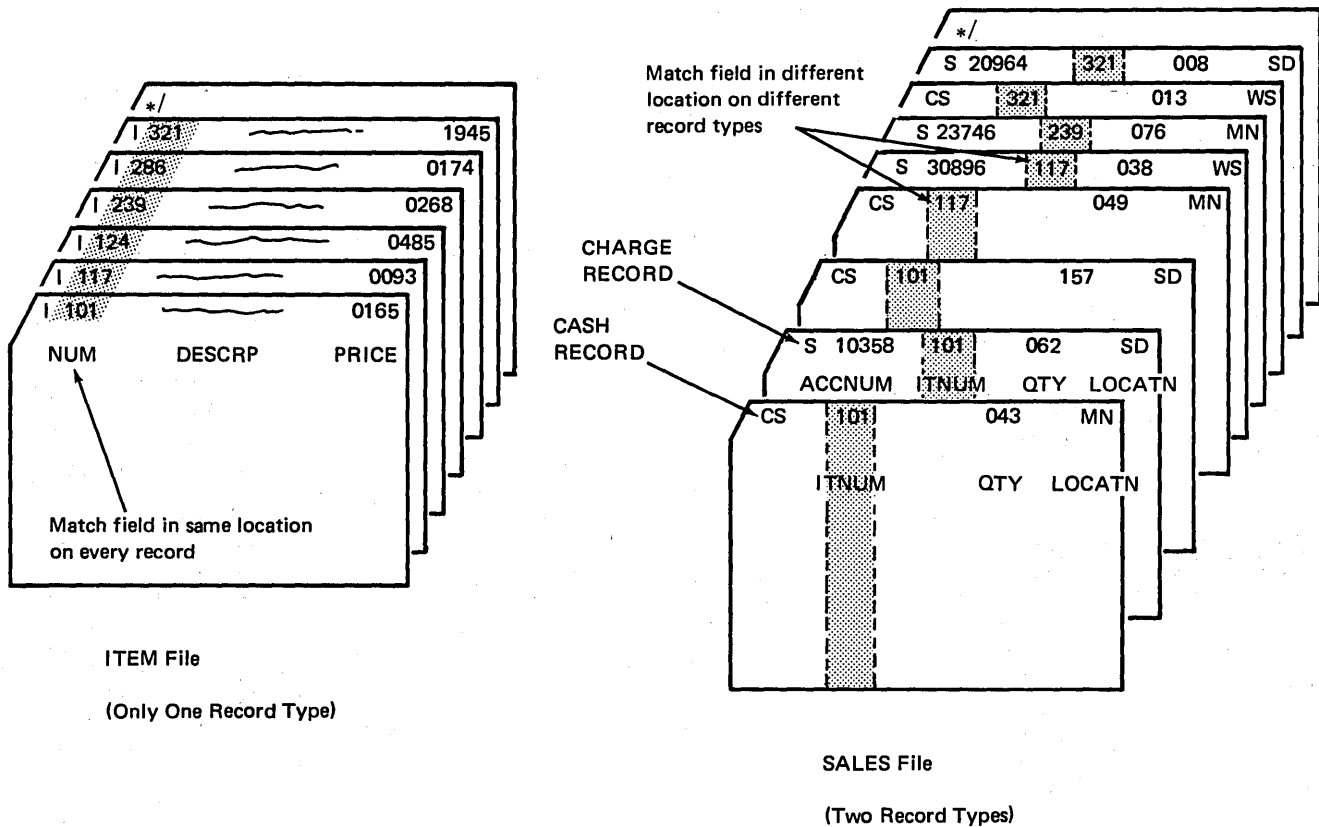 */
I 321 1945
I 286 0174
I 239 0268
I 124 0485
I 117 0093
I 101 0165
NUM DESCRP PRICE
Match field in same location
on every record
ITEM File
(Only One Record Type)
Match field in different
location on different
record types
*/
S 20964 321 008 SD
CS 321 013 WS
S 23746 239 076 MN
S 30896 117 038 WS
CS 117 049 MN
CS 101 157 SD
CHARGE
RECORD
S 10358 101 062 SD
ACCNUM ITNUM QTY LOCATN
CASH
RECORD
CS 101 043 MN
ITNUM QTY LOCATN
SALES File
(Two Record Types)